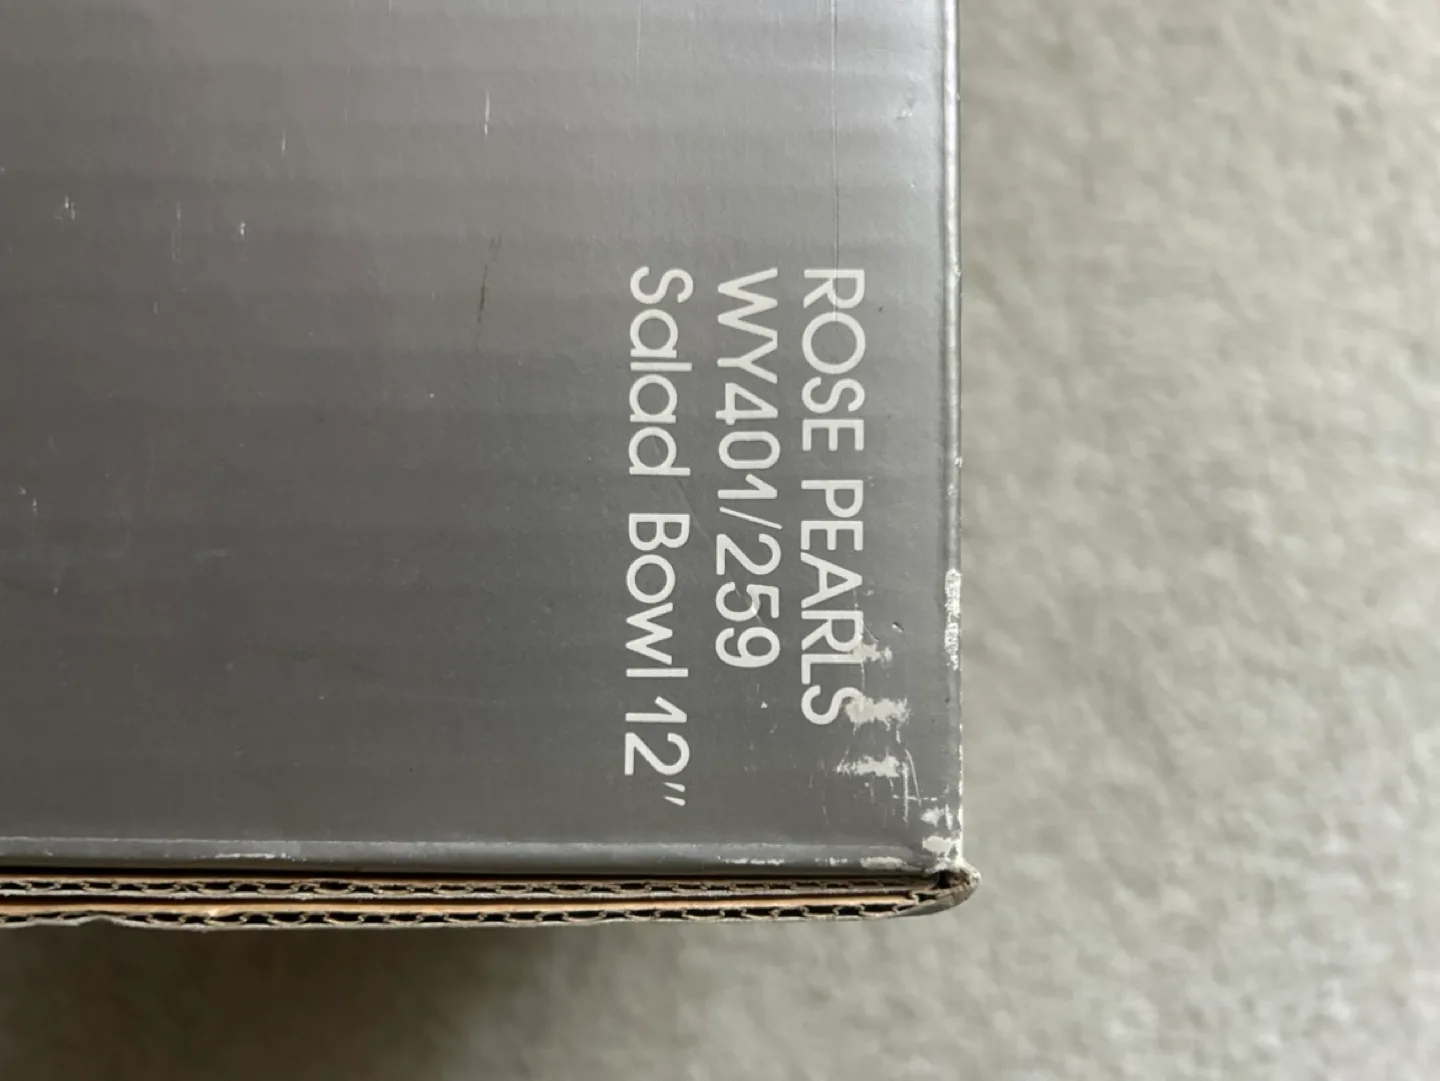 ROSE PEARLS
WY401/259
Salad Bowl 12"